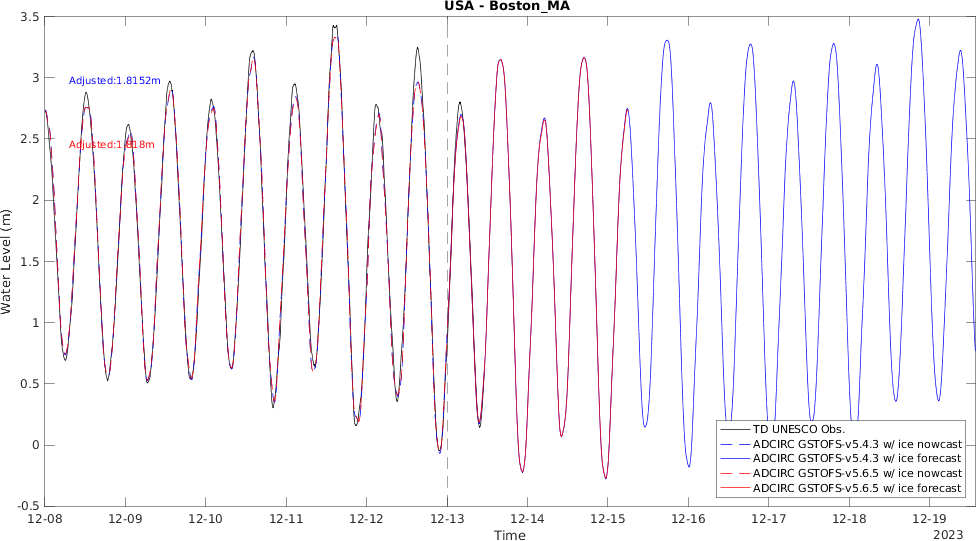 USA - Boston_MA
3.5
3
2.5
2
1.5
1
0.5
0
-0.5
Water Level (m)
Adjusted:1.8152m
Adjusted:1.818m
TD UNESCO Obs.
ADCIRC GSTOFS-v5.4.3 w/ ice nowcast
ADCIRC GSTOFS-v5.4.3 w/ ice forecast
ADCIRC GSTOFS-v5.6.5 w/ ice nowcast
ADCIRC GSTOFS-v5.6.5 w/ ice forecast
12-08 12-09 12-10 12-11 12-12 12-13 12-14 12-15 12-16 12-17 12-18 12-19
Time
2023